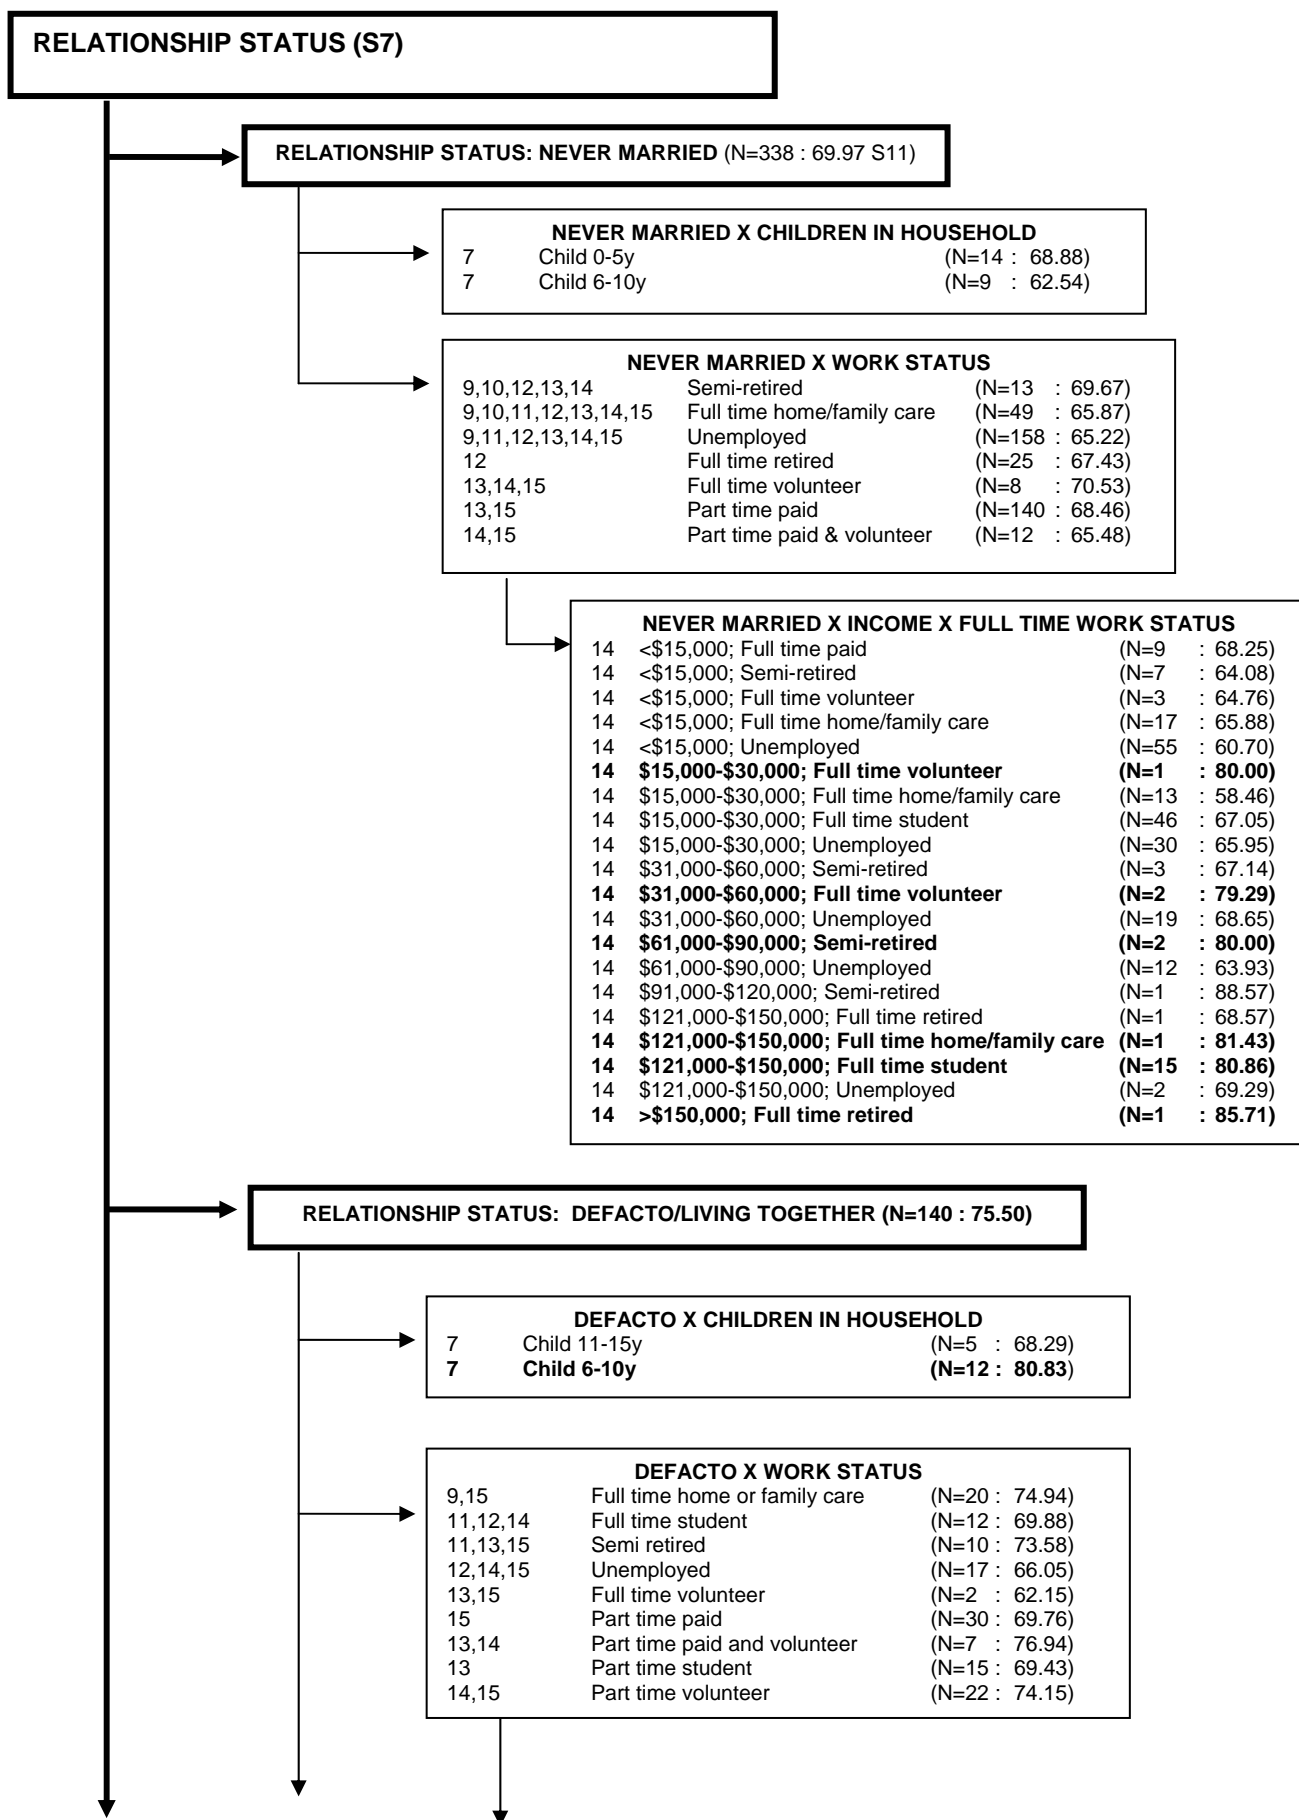 RELATIONSHIP STATUS (S7)
RELATIONSHIP STATUS: NEVER MARRIED (N=338 : 69.97 S11)
NEVER MARRIED X CHILDREN IN HOUSEHOLD
7 Child 0-5y (N=14 : 68.88)
7 Child 6-10y (N=9 : 62.54)
NEVER MARRIED X WORK STATUS
9,10,12,13,14 Semi-retired (N=13 : 69.67)
9,10,11,12,13,14,15 Full time home/family care (N=49 : 65.87)
9,11,12,13,14,15 Unemployed (N=158 : 65.22)
12 Full time retired (N=25 : 67.43)
13,14,15 Full time volunteer (N=8 : 70.53)
13,15 Part time paid (N=140 : 68.46)
14,15 Part time paid & volunteer (N=12 : 65.48)
NEVER MARRIED X INCOME X FULL TIME WORK STATUS
14 <$15,000; Full time paid (N=9 : 68.25)
14 <$15,000; Semi-retired (N=7 : 64.08)
14 <$15,000; Full time volunteer (N=3 : 64.76)
14 <$15,000; Full time home/family care (N=17 : 65.88)
14 <$15,000; Unemployed (N=55 : 60.70)
14 $15,000-$30,000; Full time volunteer (N=1 : 80.00)
14 $15,000-$30,000; Full time home/family care (N=13 : 58.46)
14 $15,000-$30,000; Full time student (N=46 : 67.05)
14 $15,000-$30,000; Unemployed (N=30 : 65.95)
14 $31,000-$60,000; Semi-retired (N=3 : 67.14)
14 $31,000-$60,000; Full time volunteer (N=2 : 79.29)
14 $31,000-$60,000; Unemployed (N=19 : 68.65)
14 $61,000-$90,000; Semi-retired (N=2 : 80.00)
14 $61,000-$90,000; Unemployed (N=12 : 63.93)
14 $91,000-$120,000; Semi-retired (N=1 : 88.57)
14 $121,000-$150,000; Full time retired (N=1 : 68.57)
14 $121,000-$150,000; Full time home/family care (N=1 : 81.43)
14 $121,000-$150,000; Full time student (N=15 : 80.86)
14 $121,000-$150,000; Unemployed (N=2 : 69.29)
14 >$150,000; Full time retired (N=1 : 85.71)
RELATIONSHIP STATUS: DEFACTO/LIVING TOGETHER (N=140 : 75.50)
DEFACTO X CHILDREN IN HOUSEHOLD
7 Child 11-15y (N=5 : 68.29)
7 Child 6-10y (N=12 : 80.83)
DEFACTO X WORK STATUS
9,15 Full time home or family care (N=20 : 74.94)
11,12,14 Full time student (N=12 : 69.88)
11,13,15 Semi retired (N=10 : 73.58)
12,14,15 Unemployed (N=17 : 66.05)
13,15 Full time volunteer (N=2 : 62.15)
15 Part time paid (N=30 : 69.76)
13,14 Part time paid and volunteer (N=7 : 76.94)
13 Part time student (N=15 : 69.43)
14,15 Part time volunteer (N=22 : 74.15)